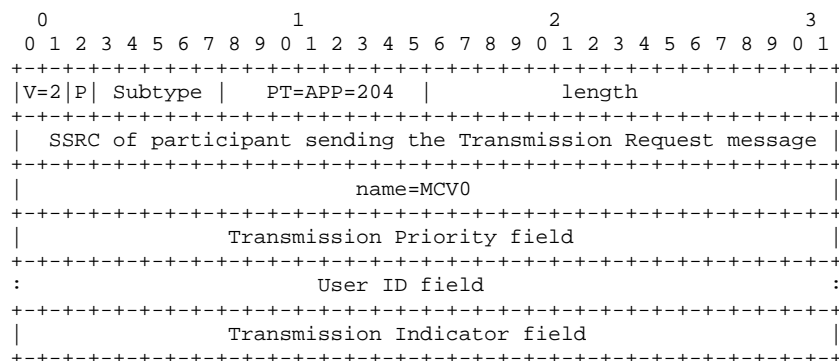 0                   1                   2                   3
0 1 2 3 4 5 6 7 8 9 0 1 2 3 4 5 6 7 8 9 0 1 2 3 4 5 6 7 8 9 0 1
+-+-+-+-+-+-+-+-+-+-+-+-+-+-+-+-+-+-+-+-+-+-+-+-+-+-+-+-+-+-+-+-+
|V=2|P| Subtype |   PT=APP=204  |          length               |
+-+-+-+-+-+-+-+-+-+-+-+-+-+-+-+-+-+-+-+-+-+-+-+-+-+-+-+-+-+-+-+-+
|  SSRC of participant sending the Transmission Request message |
+-+-+-+-+-+-+-+-+-+-+-+-+-+-+-+-+-+-+-+-+-+-+-+-+-+-+-+-+-+-+-+-+
|                          name=MCV0                            |
+-+-+-+-+-+-+-+-+-+-+-+-+-+-+-+-+-+-+-+-+-+-+-+-+-+-+-+-+-+-+-+-+
|                Transmission Priority field                    |
+-+-+-+-+-+-+-+-+-+-+-+-+-+-+-+-+-+-+-+-+-+-+-+-+-+-+-+-+-+-+-+-+
:                       User ID field                           :
+-+-+-+-+-+-+-+-+-+-+-+-+-+-+-+-+-+-+-+-+-+-+-+-+-+-+-+-+-+-+-+-+
|                Transmission Indicator field                   |
+-+-+-+-+-+-+-+-+-+-+-+-+-+-+-+-+-+-+-+-+-+-+-+-+-+-+-+-+-+-+-+-+